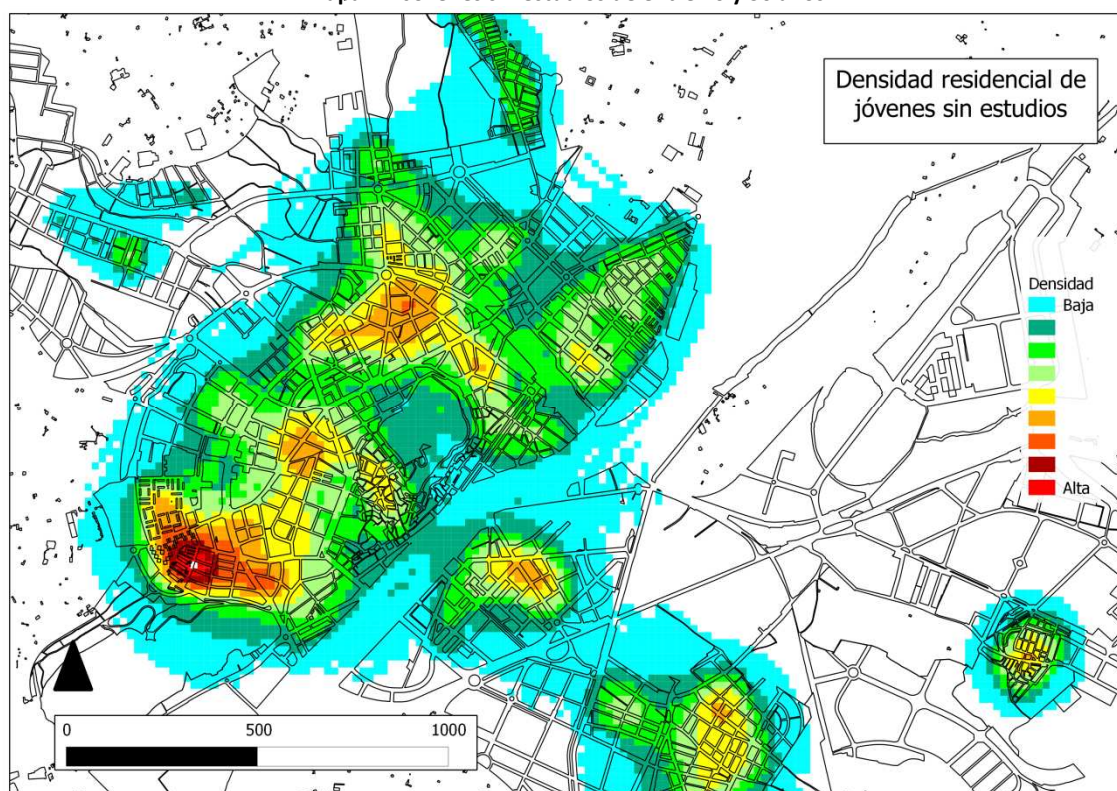 Densidad residencial de
jóvenes sin estudios
Densidad
Baja
Alta
0 500 1000